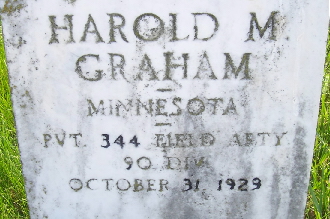 HAROLD M.
GRAHAM
MINNESOTA
PVT. 344 FIELD ARTY
90 DIV.
OCTOBER 31, 1929